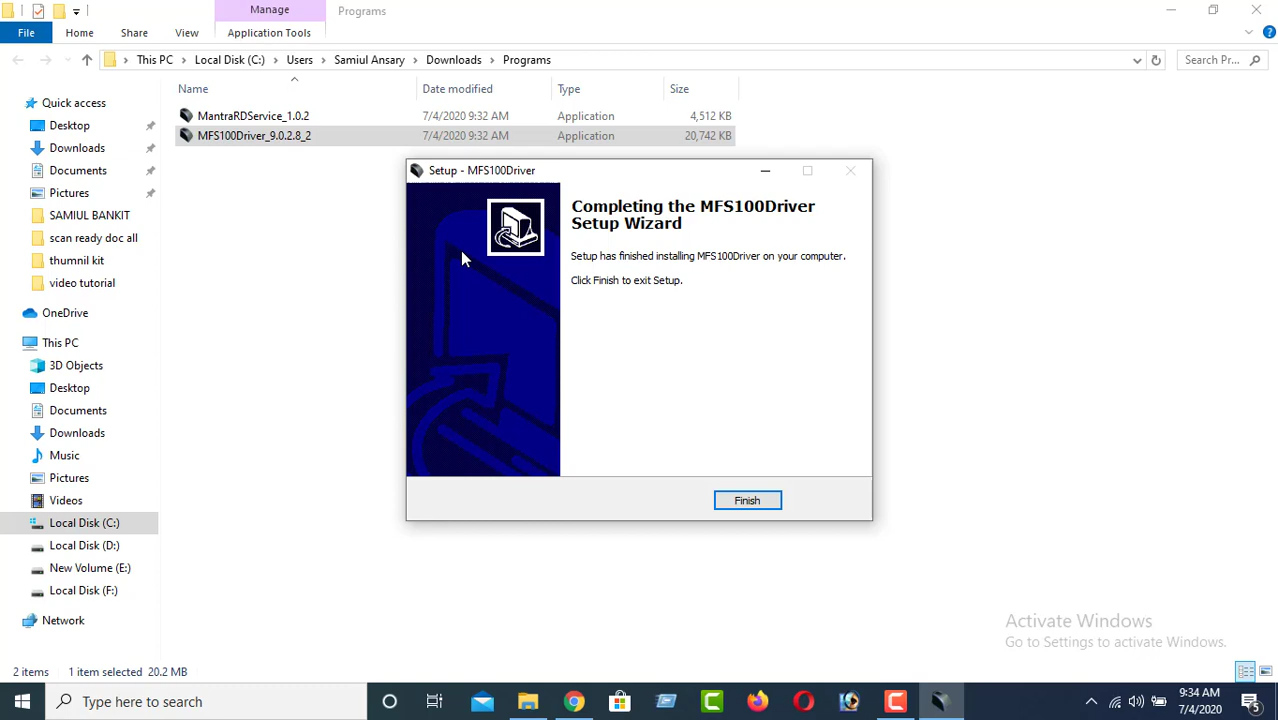 Manage
Programs
File
Home
Share
View
Application Tools
This PC
Local Disk (C:)
Users
Samiul Ansary
Downloads
Programs
Search Pr...
Name
Date modified
Type
Size
MantraRDService_1.0.2
7/4/2020 9:32 AM
Application
4,512 KB
MFS100Driver_9.0.2.8_2
7/4/2020 9:32 AM
Application
20,742 KB
Quick access
Desktop
Downloads
Documents
Pictures
SAMIUL BANKIT
scan ready doc all
thumnil kit
video tutorial
OneDrive
This PC
3D Objects
Desktop
Documents
Downloads
Music
Pictures
Videos
Local Disk (C:)
Local Disk (D:)
New Volume (E:)
Local Disk (F:)
Network
Setup - MFS100Driver
Completing the MFS100Driver
Setup Wizard
Setup has finished installing MFS100Driver on your computer.
Click Finish to exit Setup.
Finish
Activate Windows
Go to Settings to activate Windows.
2 items
1 item selected 20.2 MB
Type here to search
9:34 AM
7/4/2020
5